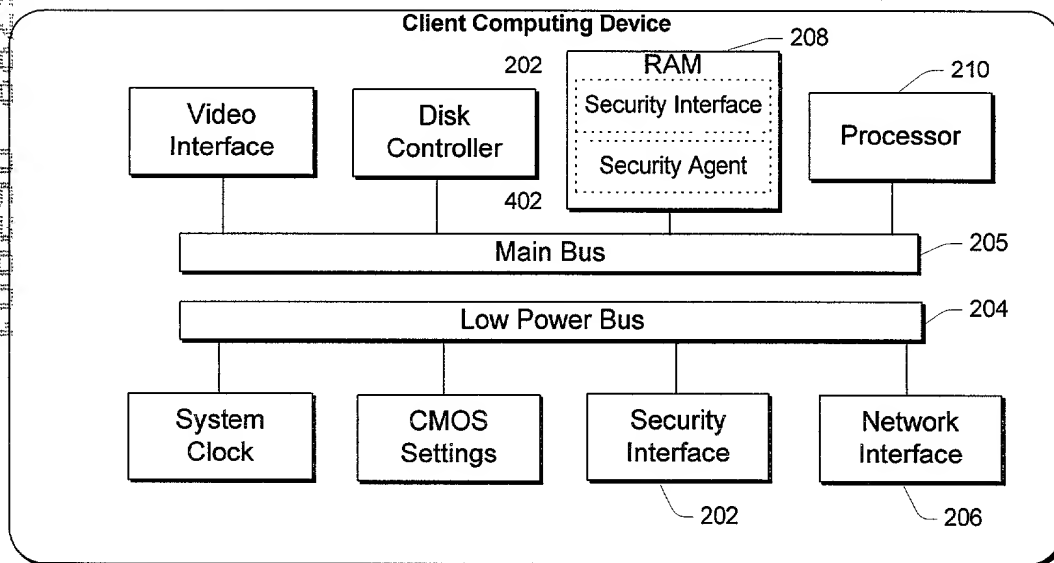 Client Computing Device
208
202
RAM
210
Video
Interface
Disk
Controller
Security Interface
Security Agent
Processor
402
Main Bus
205
Low Power Bus
204
System
Clock
CMOS
Settings
Security
Interface
Network
Interface
202
206